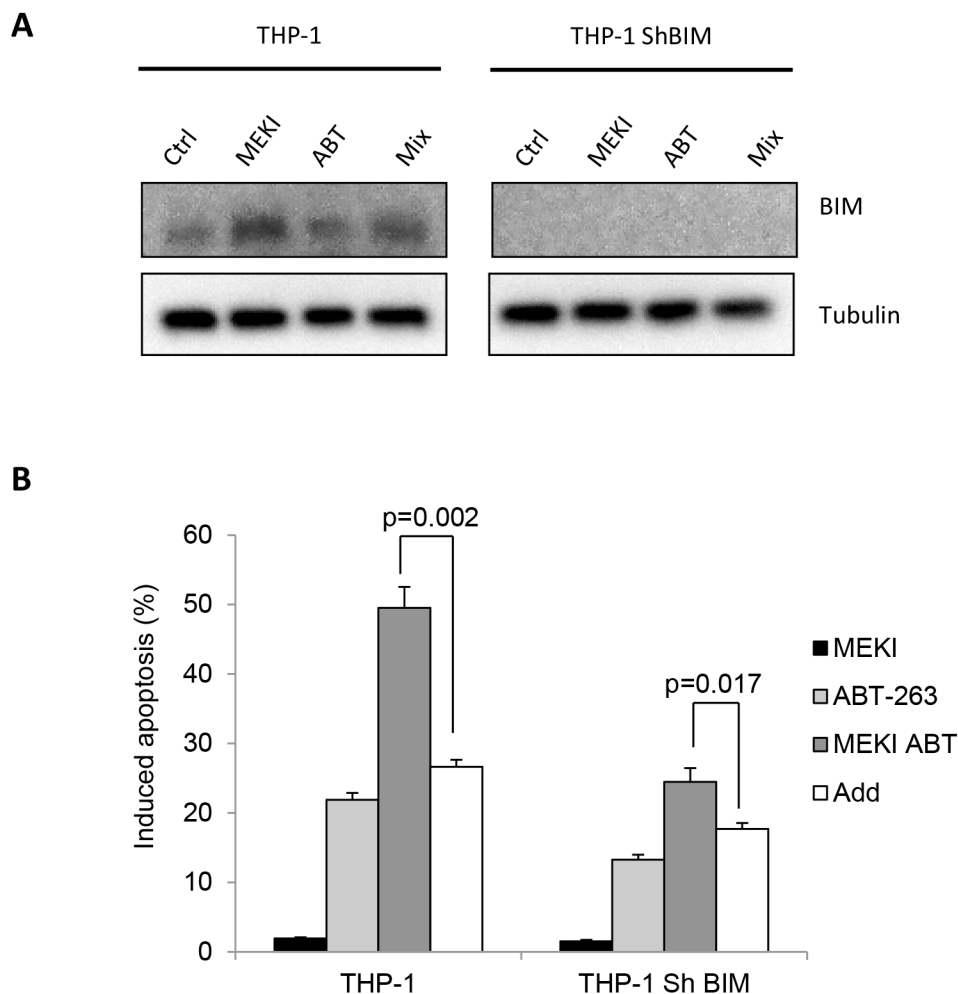 A
THP-1
THP-1 ShBIM
Ctrl
MEKI
ABT
Mix
Ctrl
MEKI
ABT
Mix
BIM
Tubulin
B
p=0.002
p=0.017
Induced apoptosis (%)
60
50
40
30
20
10
0
MEKI
ABT-263
MEKI ABT
Add
THP-1
THP-1 Sh BIM